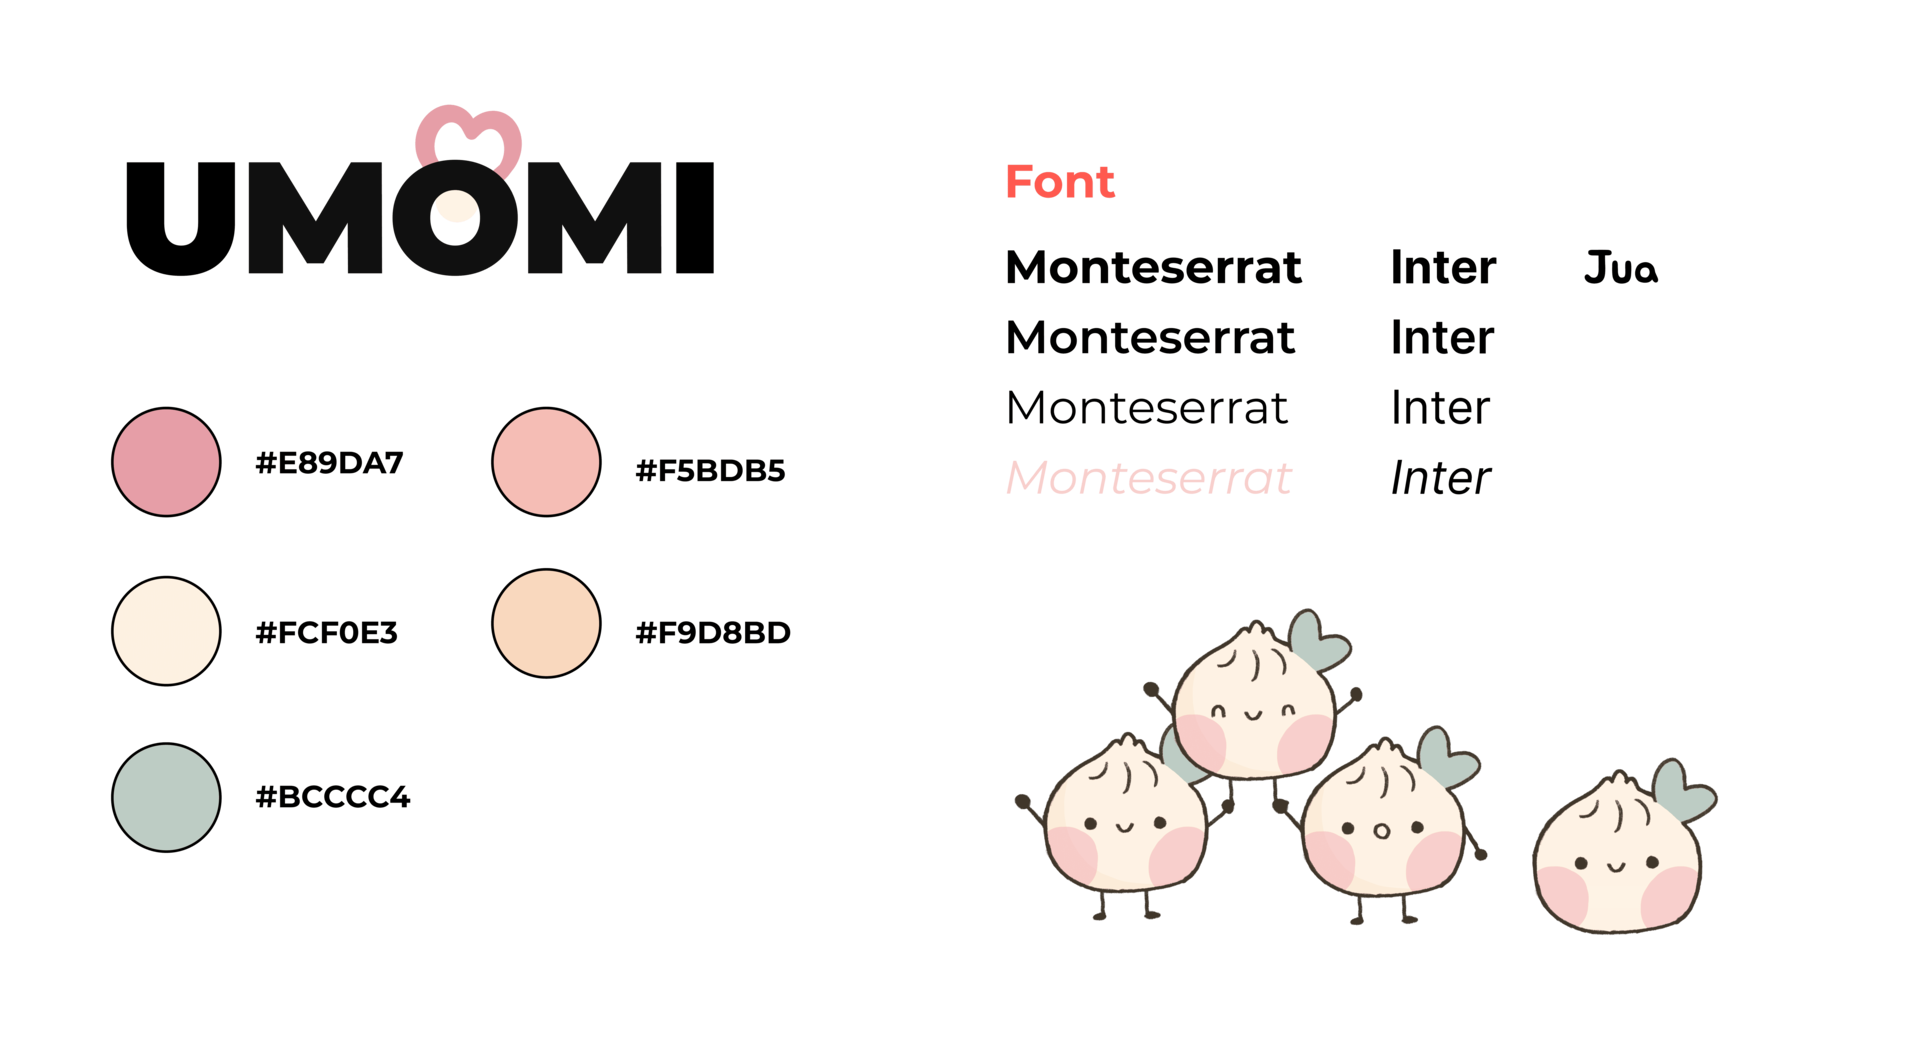 UMOMI
#E89DA7
#F5BDB5
#FCF0E3
#F9D8BD
#BCCCC4
Font
Monteserrat Inter Jua
Monteserrat Inter
Monteserrat Inter
Monteserrat Inter